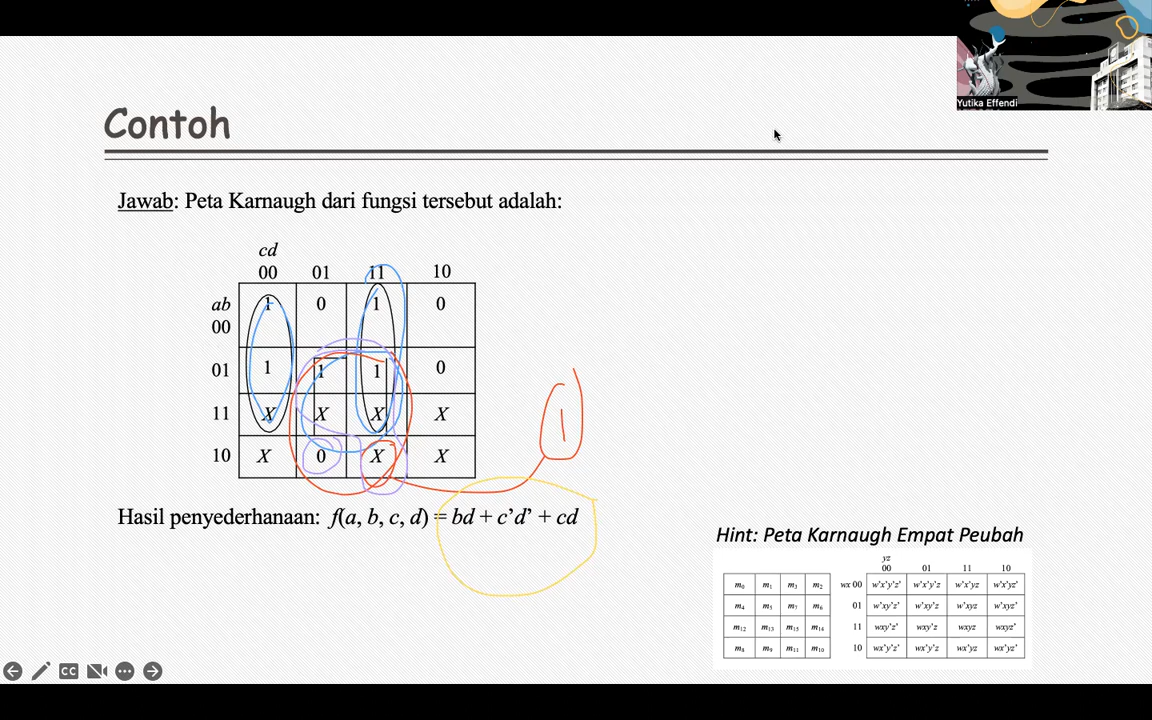 Yutika Effendi
Contoh
Jawab: Peta Karnaugh dari fungsi tersebut adalah:
cd
00 01 11 10
ab
00 1 0 1 0
01 1 1 1 0
11 X X X X
10 X 0 X X
1
Hasil penyederhanaan: f(a, b, c, d) = bd + c’d’ + cd
Hint: Peta Karnaugh Empat Peubah
yz
00 01 11 10
m0 m1 m3 m2 wx 00 w’x’y’z’ w’x’y’z w’x’yz w’x’yz’
m4 m5 m7 m6 01 w’xy’z’ w’xy’z w’xyz w’xyz’
m12 m13 m15 m14 11 wxy’z’ wxy’z wxyz wxyz’
m8 m9 m11 m10 10 wx’y’z’ wx’y’z wx’yz wx’yz’
CC